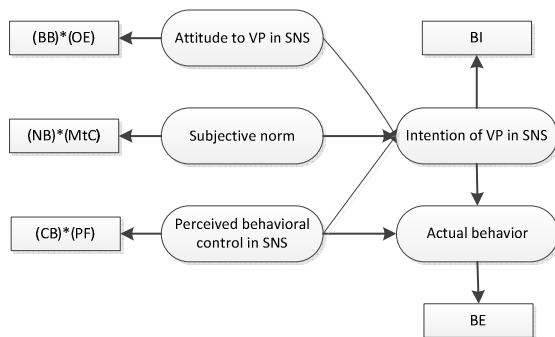 (BB)*(OE)
Attitude to VP in SNS
BI
(NB)*(MtC)
Subjective norm
Intention of VP in SNS
(CB)*(PF)
Perceived behavioral
control in SNS
Actual behavior
BE